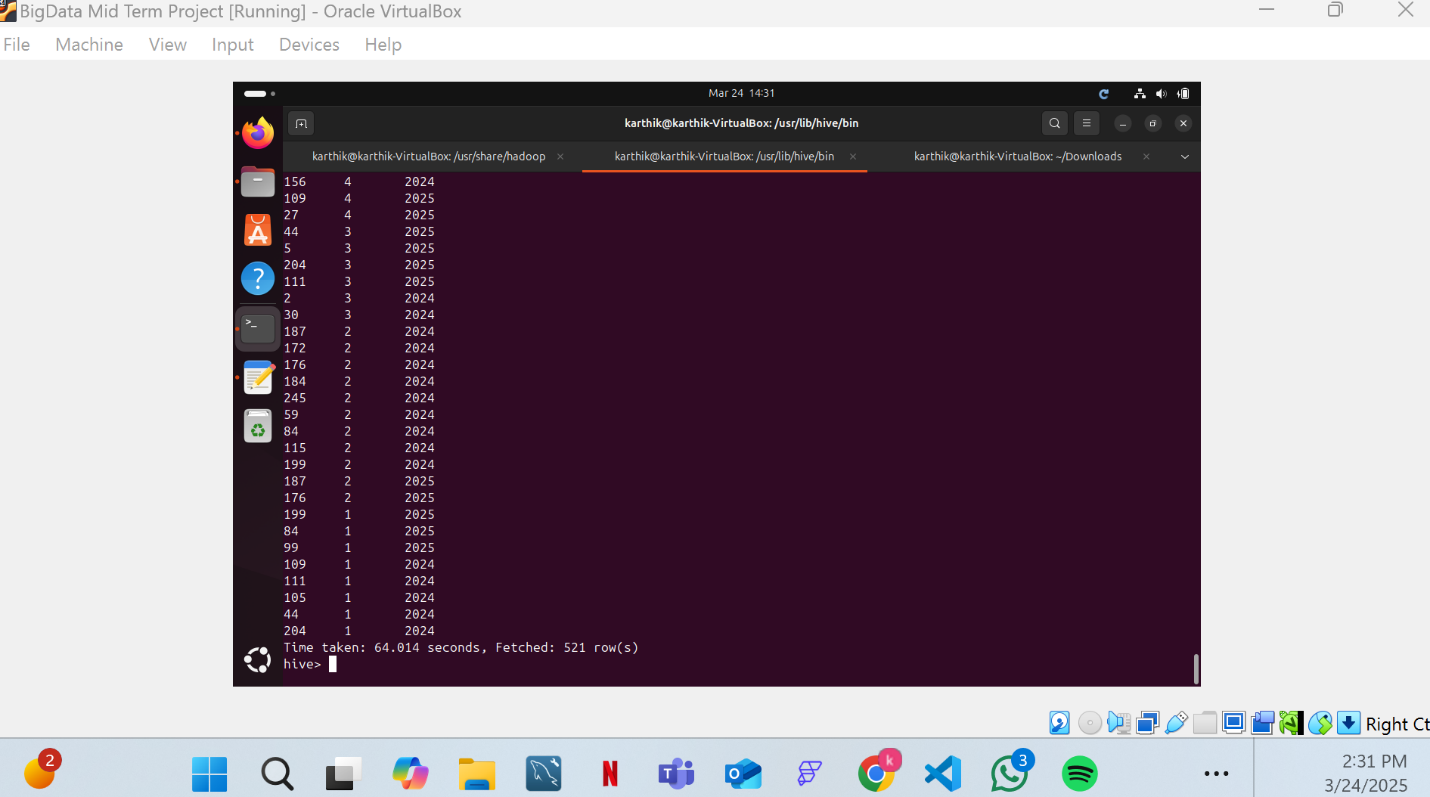 BigData Mid Term Project [Running] - Oracle VirtualBox
File Machine View Input Devices Help
Mar 24 14:31
karthik@karthik-VirtualBox: /usr/lib/hive/bin
karthik@karthik-VirtualBox: /usr/share/hadoop × karthik@karthik-VirtualBox: /usr/lib/hive/bin × karthik@karthik-VirtualBox: ~/Downloads ×
156 4 2024
109 4 2025
27 4 2025
44 3 2025
5 3 2025
204 3 2025
111 3 2025
2 3 2024
30 3 2024
187 2 2024
172 2 2024
176 2 2024
184 2 2024
245 2 2024
59 2 2024
84 2 2024
115 2 2024
199 2 2024
187 2 2025
176 2 2025
199 1 2025
84 1 2025
99 1 2025
109 1 2024
111 1 2024
105 1 2024
44 1 2024
204 1 2024
Time taken: 64.014 seconds, Fetched: 521 row(s)
hive>
Right Ct
2
k
3
2:31 PM
3/24/2025